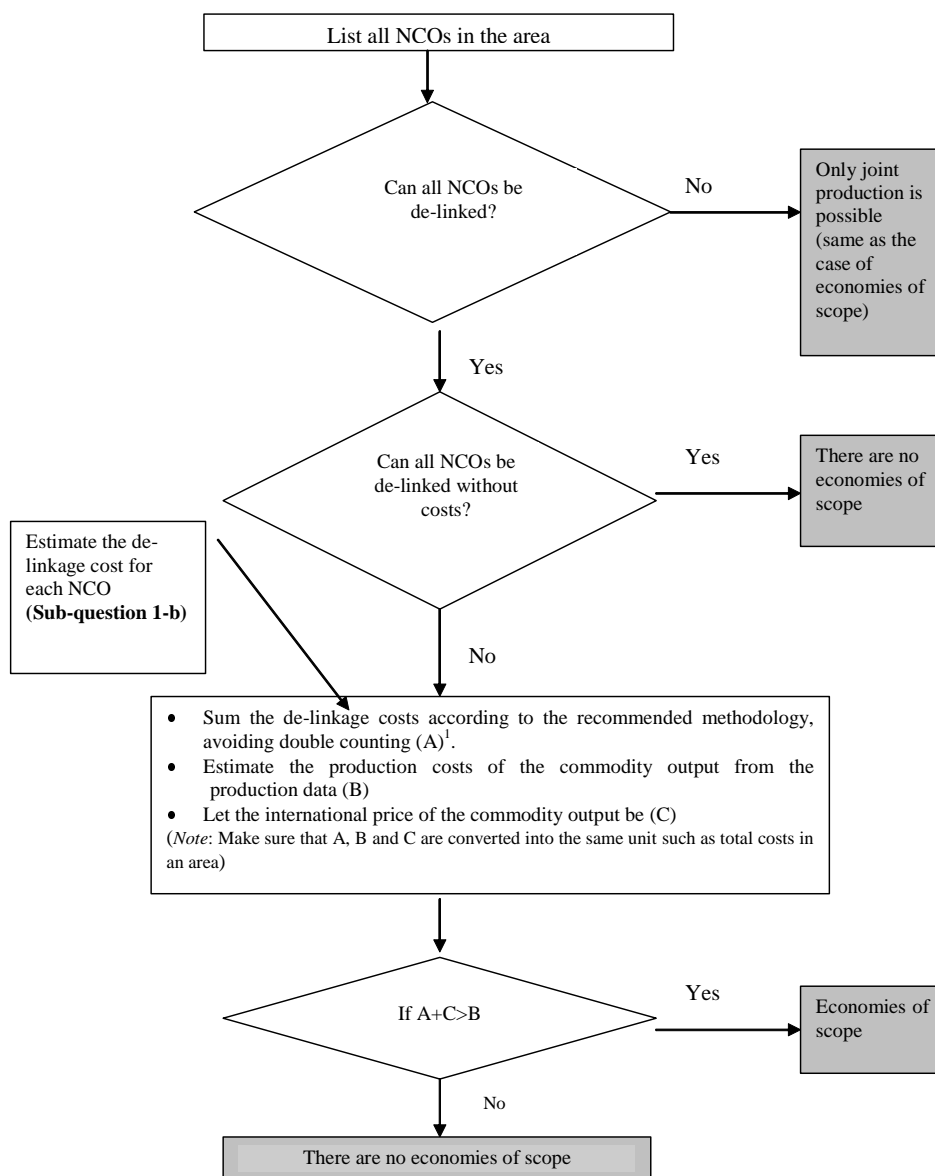 List all NCOs in the area
Can all NCOs be
de-linked?
No
Only joint
production is
possible
(same as the
case of
economies of
scope)
Yes
Can all NCOs be
de-linked without
costs?
Yes
There are no
economies of
scope
Estimate the de-
linkage cost for
each NCO
(Sub-question 1-b)
No
• Sum the de-linkage costs according to the recommended methodology,
avoiding double counting (A)1.
• Estimate the production costs of the commodity output from the
production data (B)
• Let the international price of the commodity output be (C)
(Note: Make sure that A, B and C are converted into the same unit such as total costs in
an area)
If A+C>B
Yes
Economies of
scope
No
There are no economies of scope